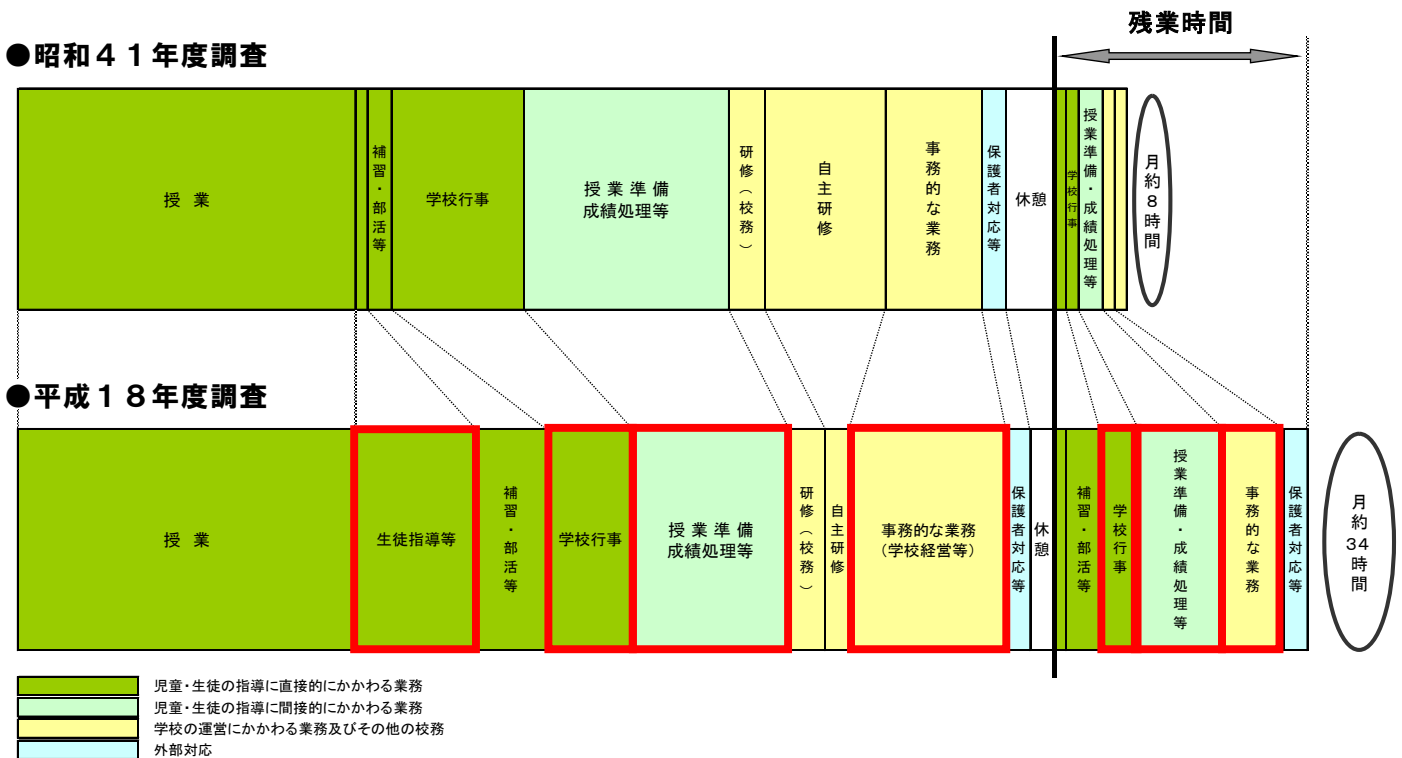 残業時間
●昭和４１年度調査
授 業
補習・部活等
学校行事
授 業 準 備
成績処理等
研修（校務）
自主研修
事務的な業務
保護者対応等
休憩
学校行事
授業準備・成績処理等
月約８時間
●平成１８年度調査
授 業
生徒指導等
補習・部活等
学校行事
授 業 準 備
成績処理等
研修（校務）
自主研修
事務的な業務
（学校経営等）
保護者対応等
休憩
補習・部活等
学校行事
授業準備・成績処理等
事務的な業務
保護者対応等
月約34時間
児童・生徒の指導に直接的にかかわる業務
児童・生徒の指導に間接的にかかわる業務
学校の運営にかかわる業務及びその他の校務
外部対応